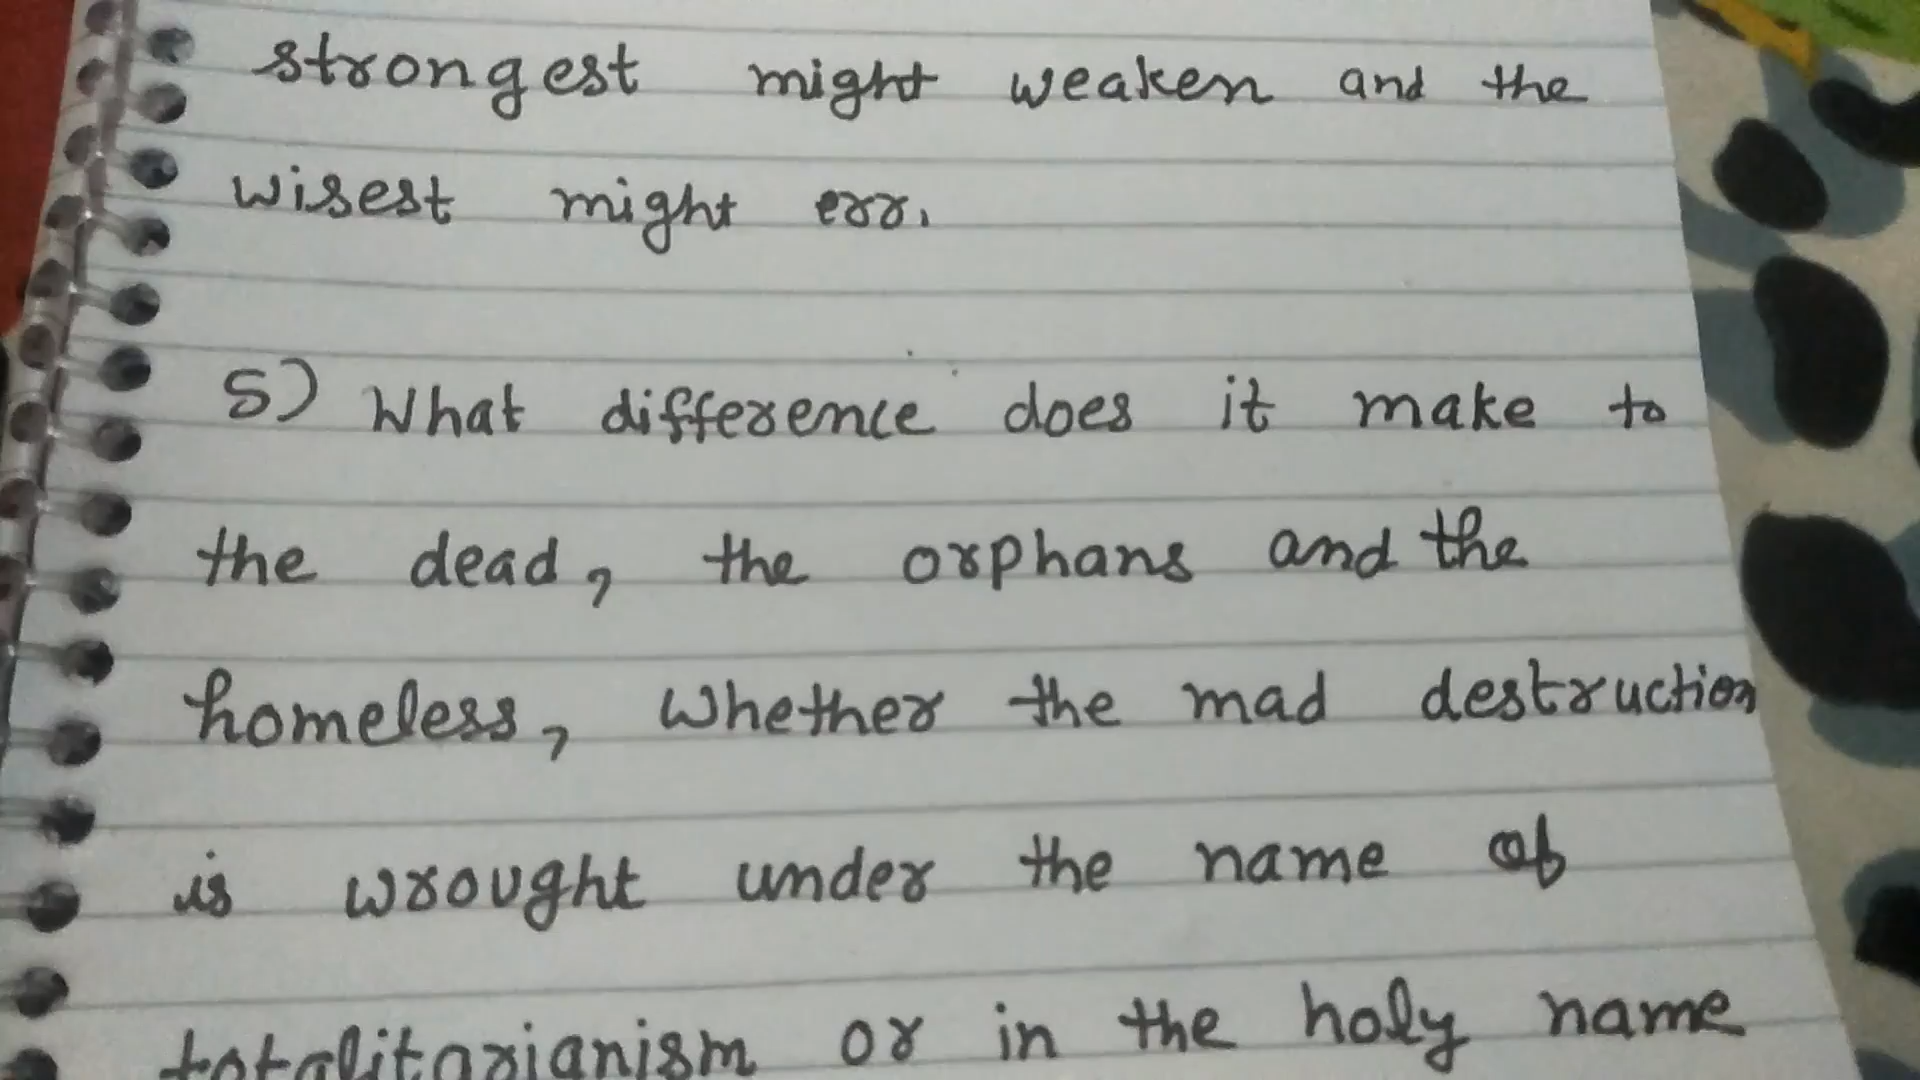 strongest might weaken and the
wisest might err.
5) What difference does it make to
the dead, the orphans and the
homeless, whether the mad destruction
is wrought under the name of
totalitarianism or in the holy name